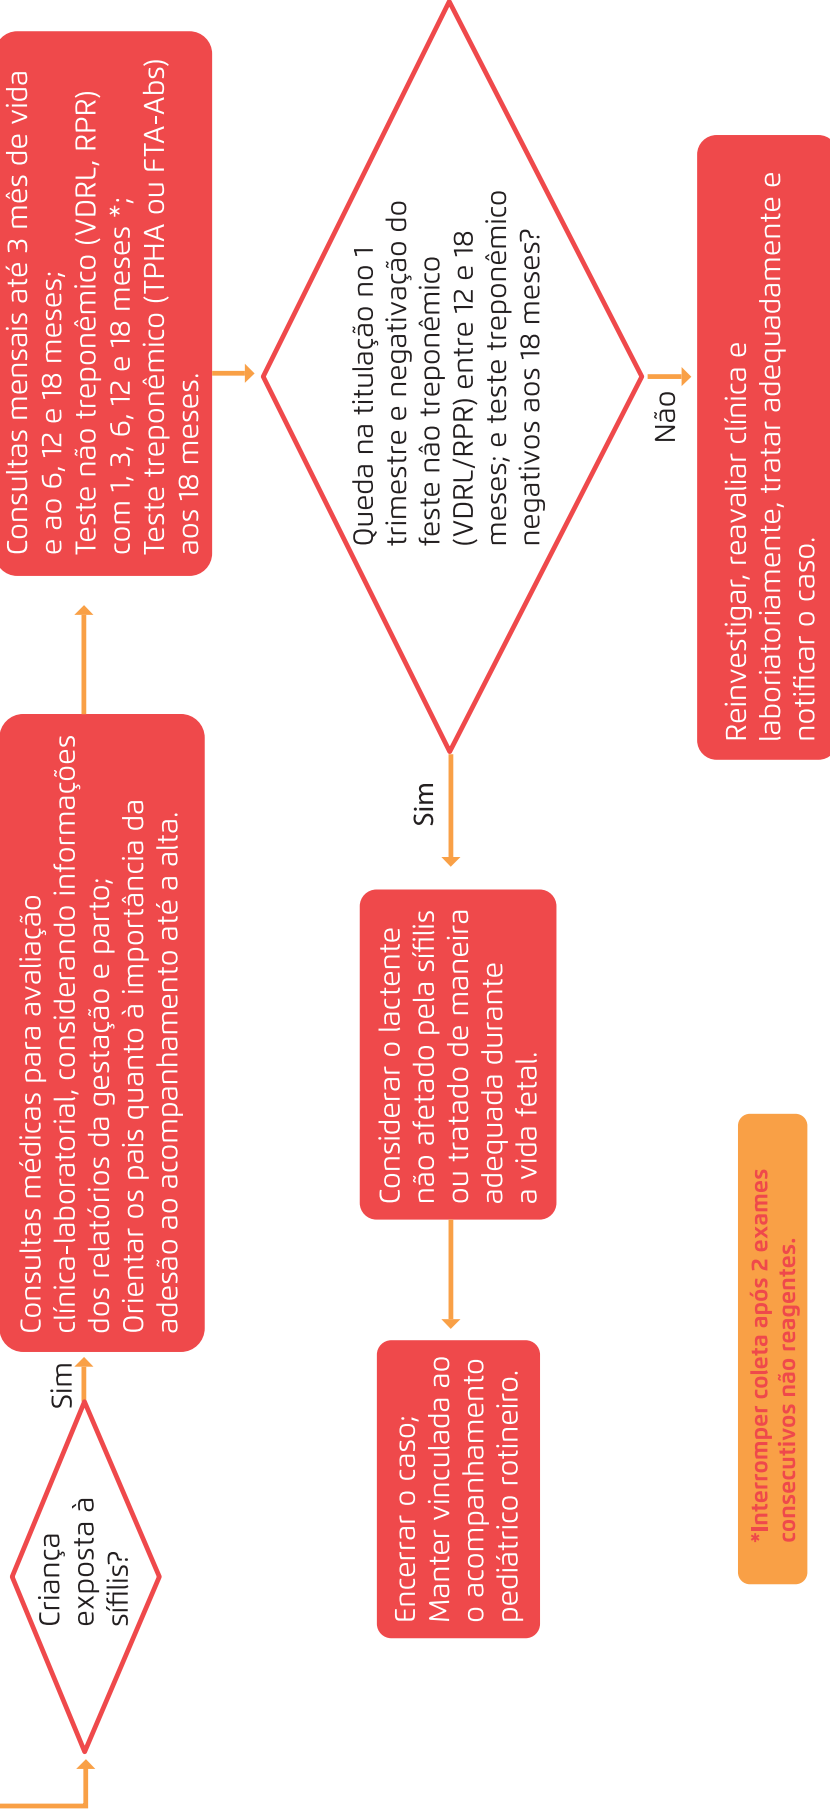 Criança
exposta à
sífilis?
Sim
Consultas médicas para avaliação
clínica-laboratorial, considerando informações
dos relatórios da gestação e parto;
Orientar os pais quanto à importância da
adesão ao acompanhamento até a alta.
Consultas mensais até 3 mês de vida
e ao 6, 12 e 18 meses;
Teste não treponêmico (VDRL, RPR)
com 1, 3, 6, 12 e 18 meses *;
Teste treponêmico (TPHA ou FTA-Abs)
aos 18 meses.
Queda na titulação no 1
trimestre e negativação do
feste não treponêmico
(VDRL/RPR) entre 12 e 18
meses; e teste treponêmico
negativos aos 18 meses?
Sim
Considerar o lactente
não afetado pela sífilis
ou tratado de maneira
adequada durante
a vida fetal.
Encerrar o caso;
Manter vinculada ao
o acompanhamento
pediátrico rotineiro.
Não
Reinvestigar, reavaliar clínica e
laboriatoriamente, tratar adequadamente e
notificar o caso.
*Interromper coleta após 2 exames
consecutivos não reagentes.